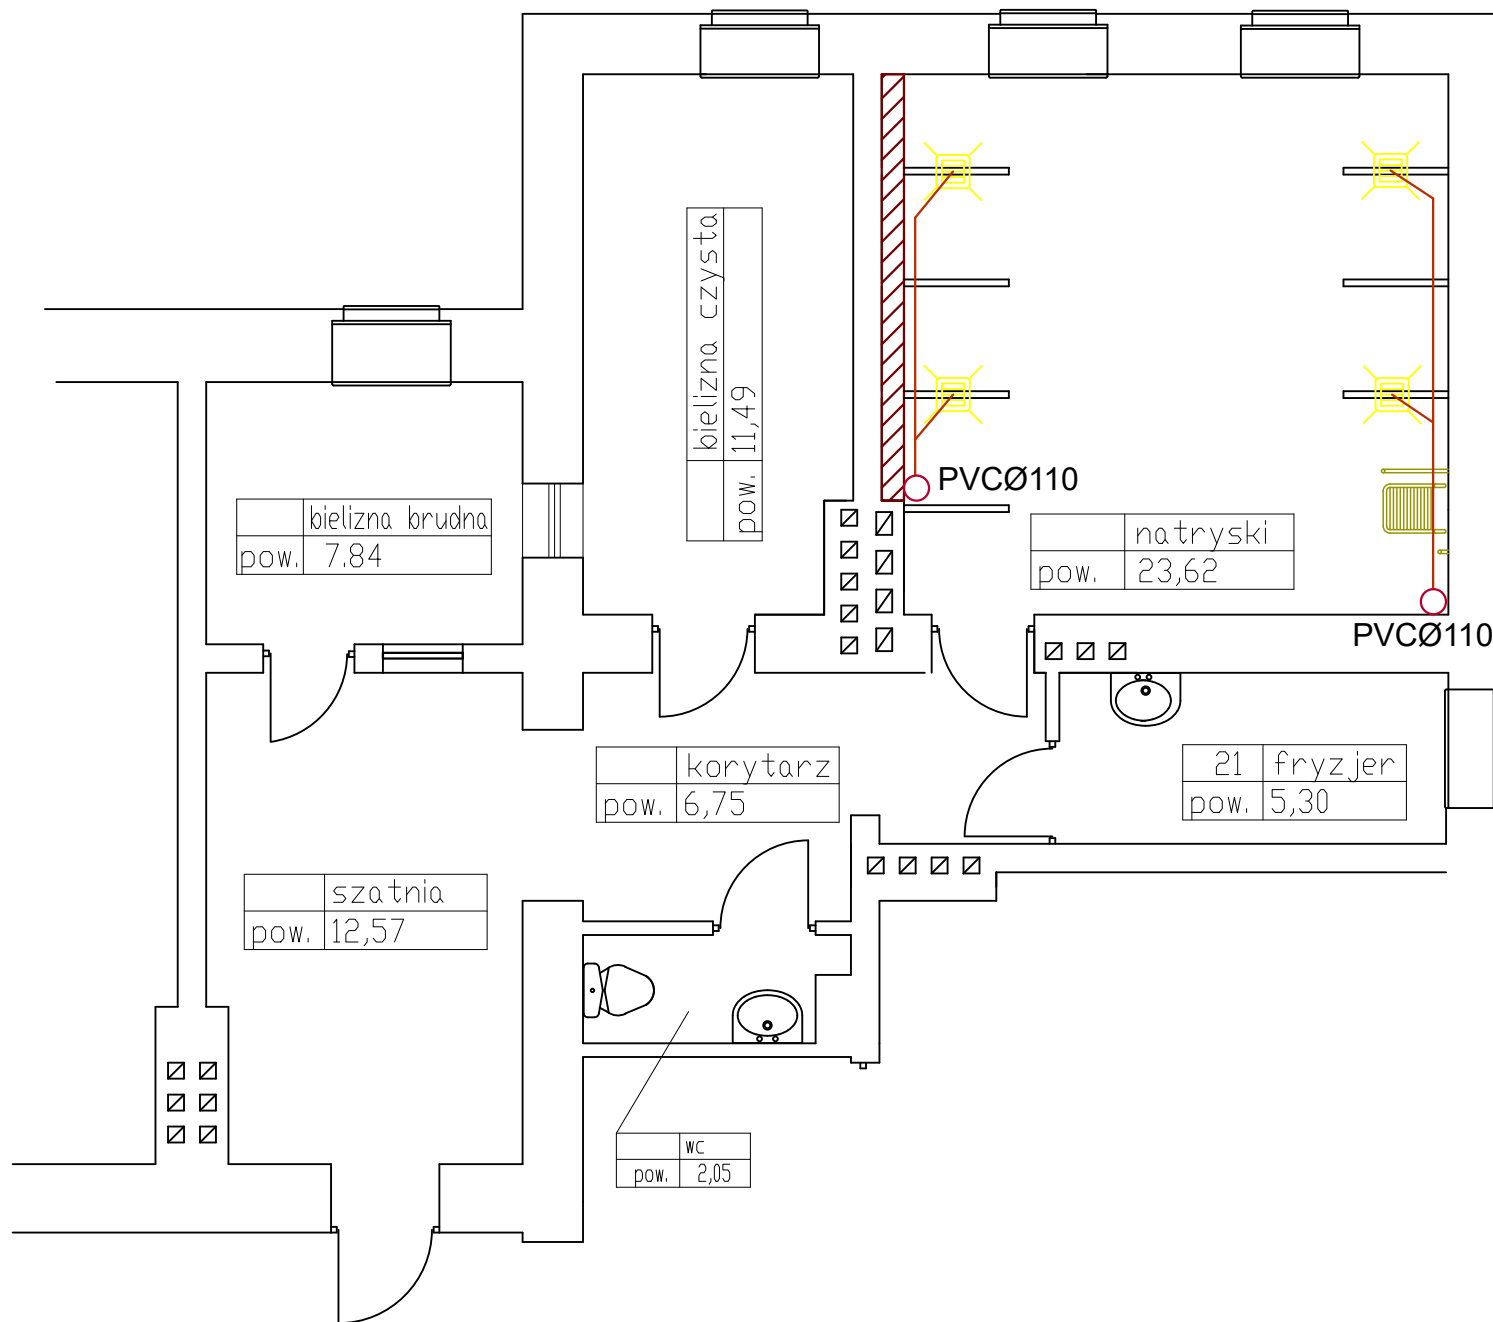 bielizna czysta
pow. 11,49
PVCØ110
bielizna brudna
pow. 7.84
natryski
pow. 23,62
PVCØ110
korytarz
pow. 6,75
21 fryzjer
pow. 5,30
szatnia
pow. 12,57
wc
pow. 2,05